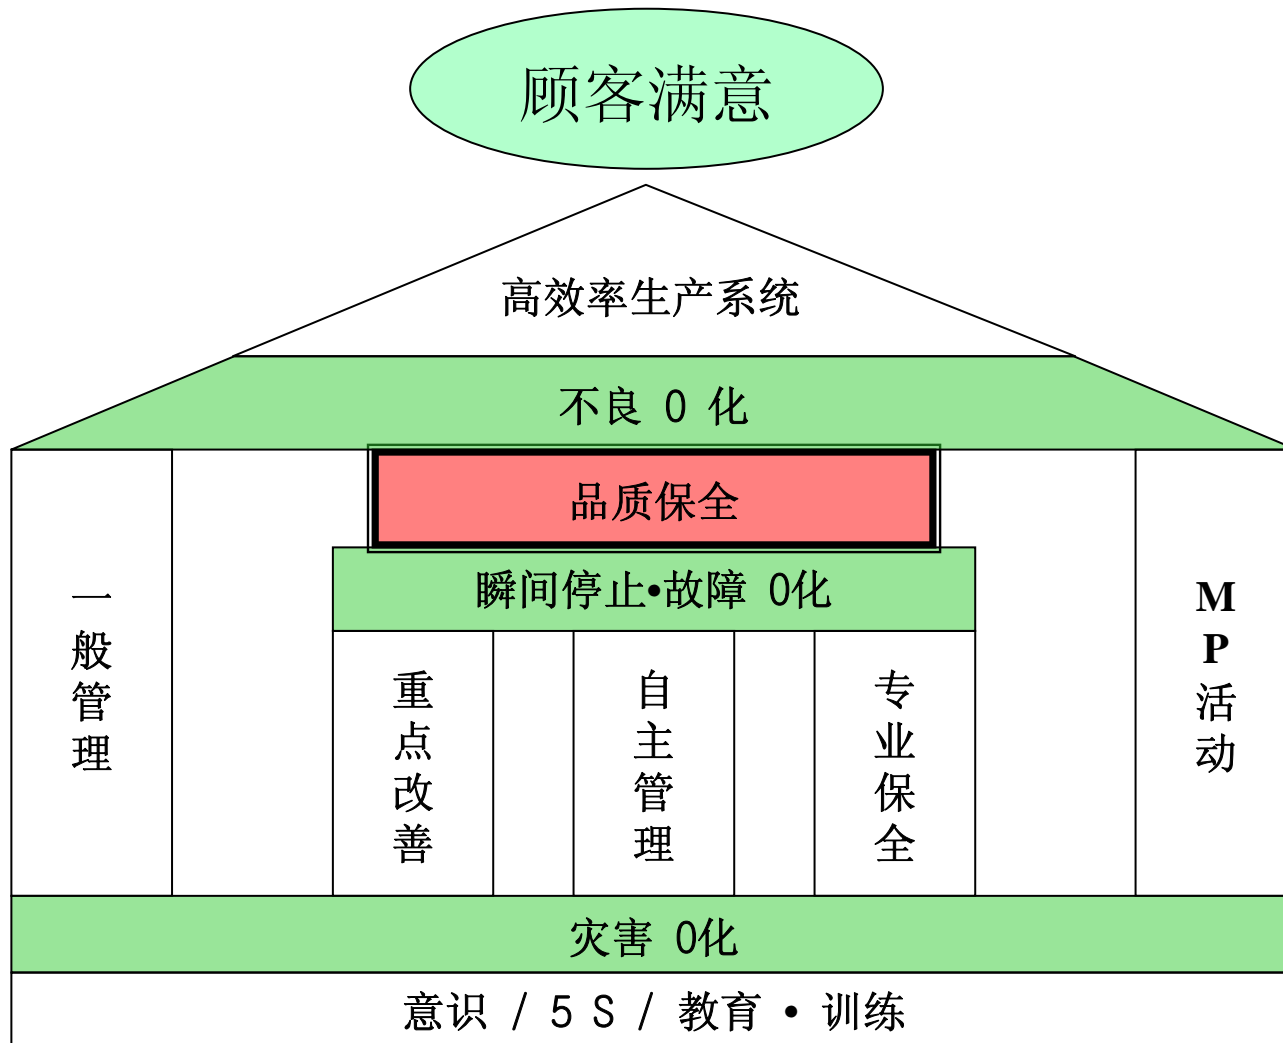 顾客满意
高效率生产系统
不良 0 化
品质保全
瞬间停止•故障 0化
一般管理
重点改善
自主管理
专业保全
MP活动
灾害 0化
意识 / 5 S / 教育 • 训练